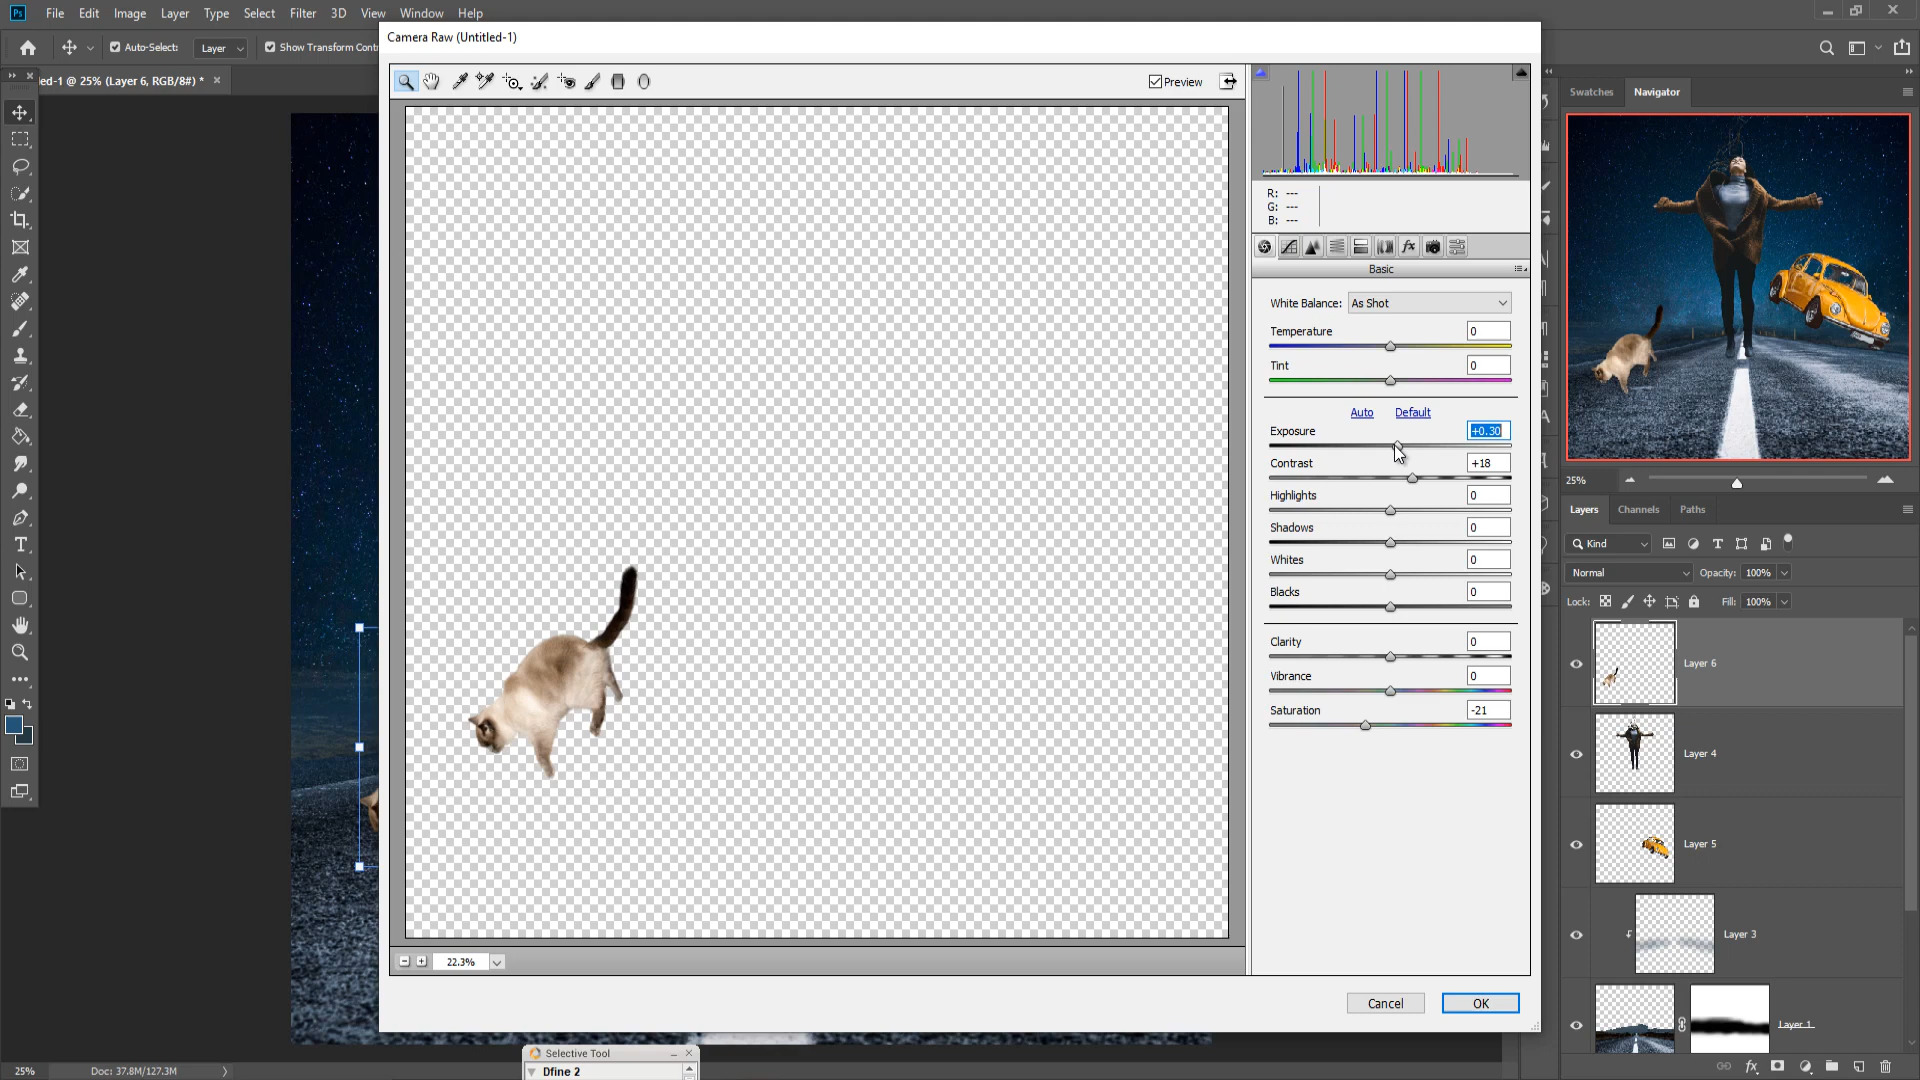 Ps File Edit Image Layer Type Select Filter 3D View Window Help
Camera Raw (Untitled-1)
Auto-Select: Layer Show Transform Cont
ed-1 @ 25% (Layer 6, RGB/8#) *
Preview
R: ---
G: ---
B: ---
fx
Basic
White Balance: As Shot
Temperature 0
Tint 0
Auto Default
Exposure +0.30
Contrast +18
Highlights 0
Shadows 0
Whites 0
Blacks 0
Clarity 0
Vibrance 0
Saturation -21
22.3%
Cancel OK
Swatches Navigator
25%
Layers Channels Paths
Kind
Normal Opacity: 100%
Lock: Fill: 100%
Layer 6
Layer 4
Layer 5
Layer 3
Layer 1
fx
Selective Tool
Dfine 2
25% Doc: 37.8M/127.3M